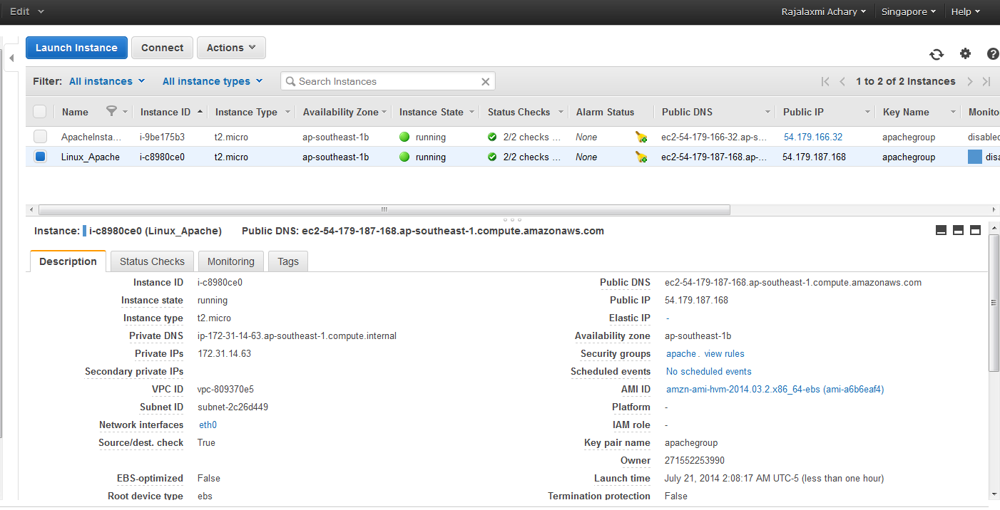 Edit Rajalaxmi Achary Singapore Help
Launch Instance Connect Actions
Filter: All instances All instance types Search Instances 1 to 2 of 2 Instances
Name Instance ID Instance Type Availability Zone Instance State Status Checks Alarm Status Public DNS Public IP Key Name Monito
ApacheInsta... i-9be175b3 t2.micro ap-southeast-1b running 2/2 checks ... None ec2-54-179-166-32.ap-s... 54.179.166.32 apachegroup disabled
Linux_Apache i-c8980ce0 t2.micro ap-southeast-1b running 2/2 checks ... None ec2-54-179-187-168.ap-... 54.179.187.168 apachegroup disa
Instance: i-c8980ce0 (Linux_Apache) Public DNS: ec2-54-179-187-168.ap-southeast-1.compute.amazonaws.com
Description Status Checks Monitoring Tags
Instance ID i-c8980ce0 Public DNS ec2-54-179-187-168.ap-southeast-1.compute.amazonaws.com
Instance state running Public IP 54.179.187.168
Instance type t2.micro Elastic IP -
Private DNS ip-172-31-14-63.ap-southeast-1.compute.internal Availability zone ap-southeast-1b
Private IPs 172.31.14.63 Security groups apache . view rules
Secondary private IPs Scheduled events No scheduled events
VPC ID vpc-809370e5 AMI ID amzn-ami-hvm-2014.03.2.x86_64-ebs (ami-a6b6eaf4)
Subnet ID subnet-2c26d449 Platform -
Network interfaces eth0 IAM role -
Source/dest. check True Key pair name apachegroup
Owner 271552253990
EBS-optimized False Launch time July 21, 2014 2:08:17 AM UTC-5 (less than one hour)
Root device type ebs Termination protection False